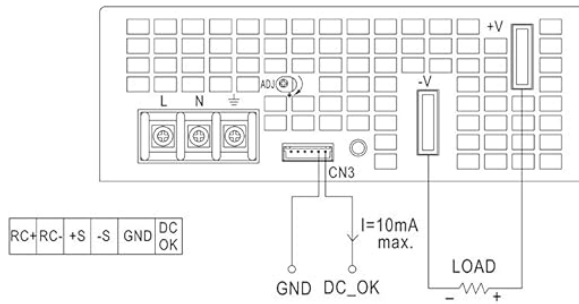 +V
-V
ADJ
L N
CN3
RC+ RC- +S -S GND DC OK
I=10mA
max.
GND DC_OK
LOAD
- +